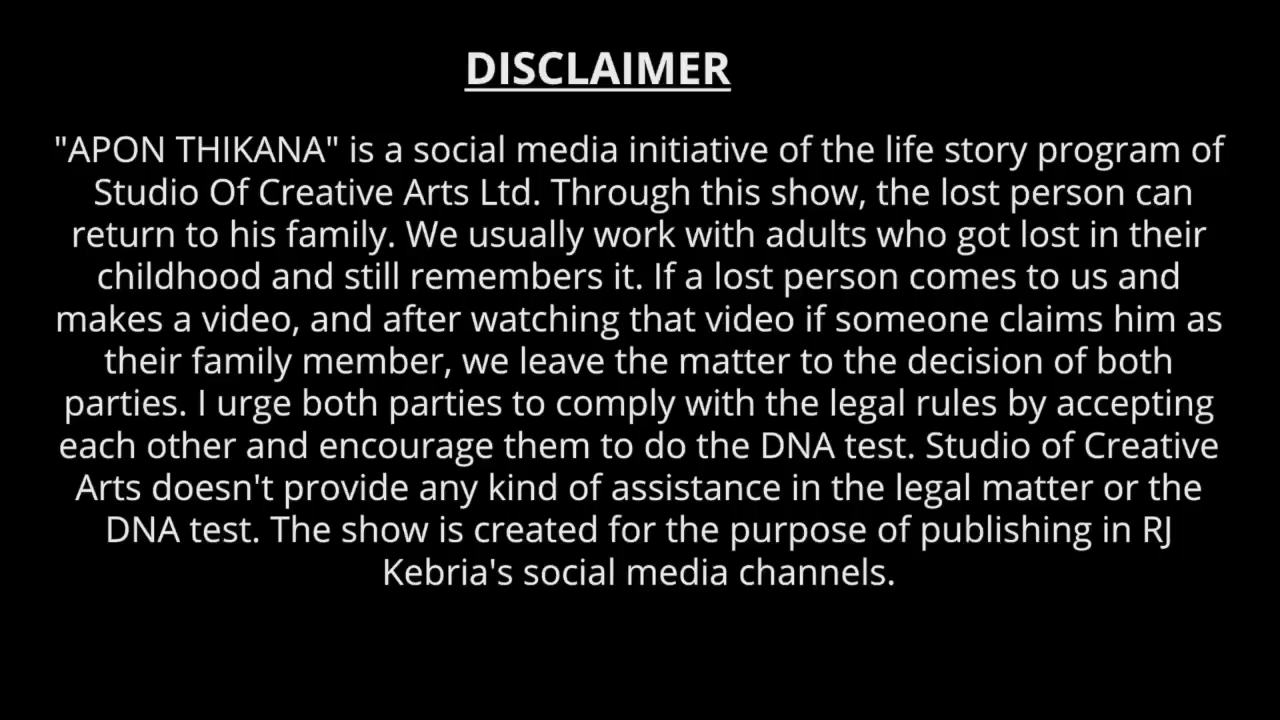 DISCLAIMER
"APON THIKANA" is a social media initiative of the life story program of
Studio Of Creative Arts Ltd. Through this show, the lost person can
return to his family. We usually work with adults who got lost in their
childhood and still remembers it. If a lost person comes to us and
makes a video, and after watching that video if someone claims him as
their family member, we leave the matter to the decision of both
parties. I urge both parties to comply with the legal rules by accepting
each other and encourage them to do the DNA test. Studio of Creative
Arts doesn't provide any kind of assistance in the legal matter or the
DNA test. The show is created for the purpose of publishing in RJ
Kebria's social media channels.